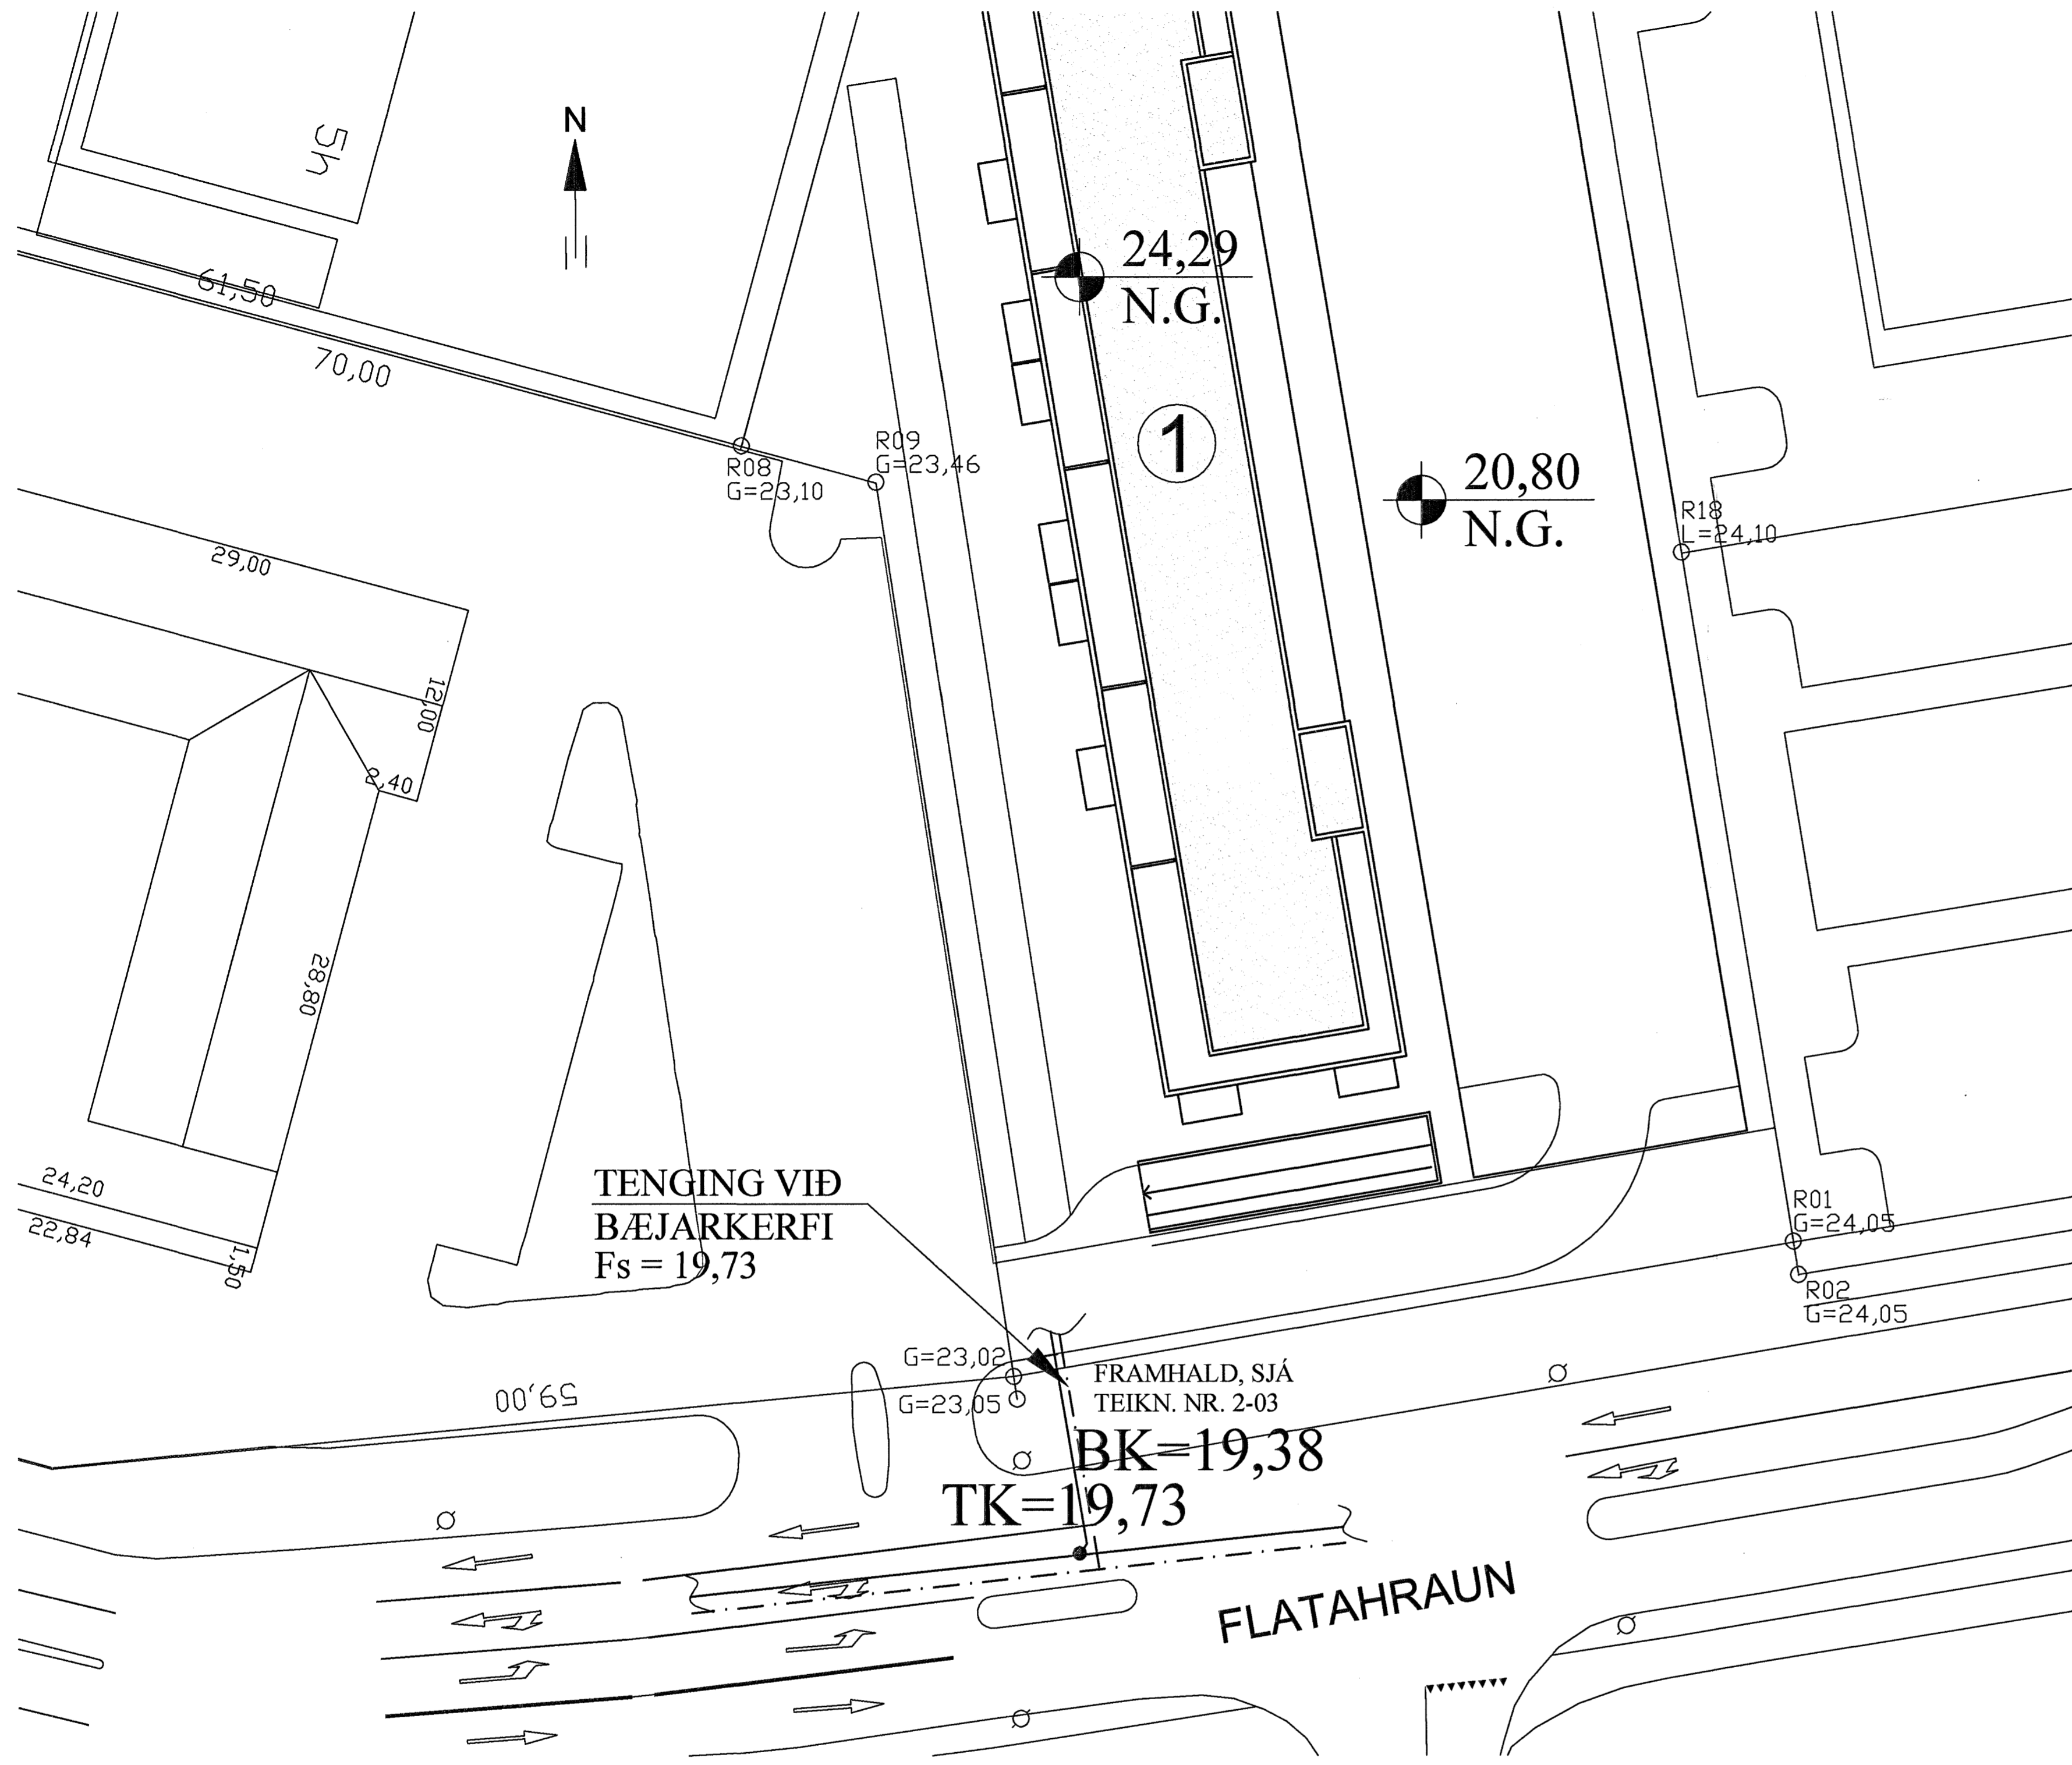 5h
N
61,50
70,00
24,29
N.G.
R09
G=23,46
R08
G=23,10
1
20,80
N.G.
R18
L=24,10
29,00
12,00
2,40
28,80
24,20
22,84
1,50
TENGING VIÐ
BÆJARKERFI
Fs = 19,73
R01
G=24,05
R02
G=24,05
G=23,02
G=23,05
59,00
FRAMHALD, SJÁ
TEIKN. NR. 2-03
BK=19,38
TK=19,73
FLATAHRAUN